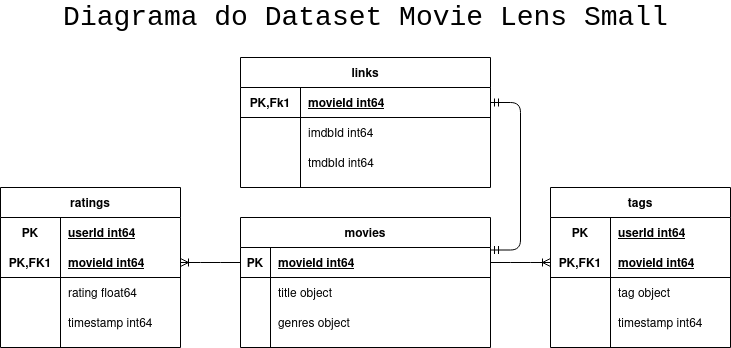 Diagrama do Dataset Movie Lens Small
links
PK,Fk1 movieId int64
imdbId int64
tmdbId int64
ratings
PK userId int64
PK,FK1 movieId int64
rating float64
timestamp int64
movies
PK movieId int64
title object
genres object
tags
PK userId int64
PK,FK1 movieId int64
tag object
timestamp int64